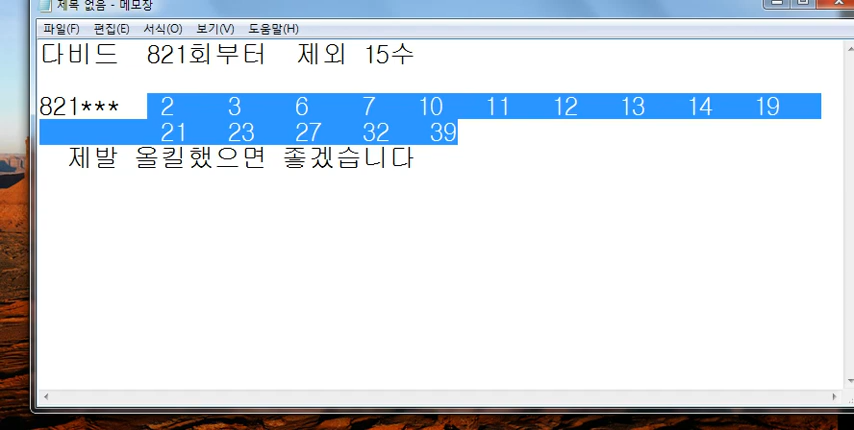 제목 없음 - 메모장
파일(F) 편집(E) 서식(O) 보기(V) 도움말(H)
다비드 821회부터 제외 15수
821*** 2 3 6 7 10 11 12 13 14 19
21 23 27 32 39
제발 올킬했으면 좋겠습니다